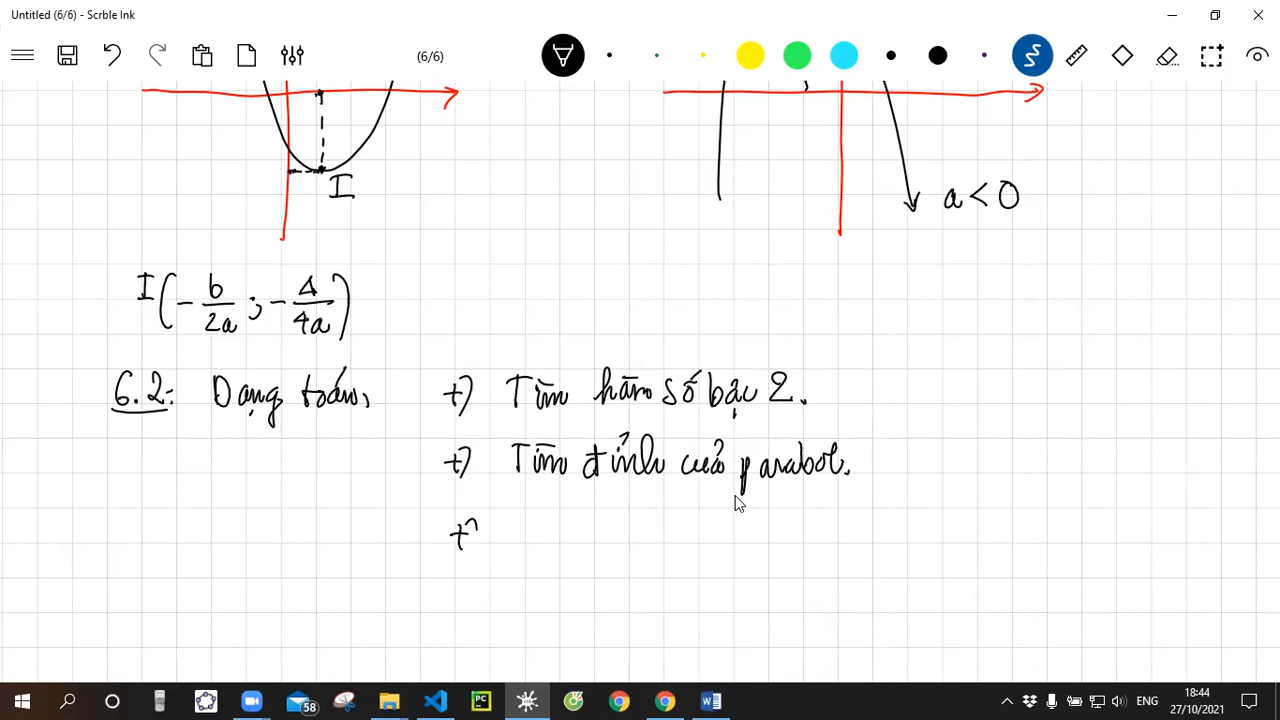 Untitled (6/6) - Scrble Ink
(6/6)
I
a < 0
I(-b/2a ; -Δ/4a)
6.2: Dạng toán, +) Tìm hàm số bậc 2.
+) Tìm đỉnh của parabol.
+)
58
PC
ENG
18:44
27/10/2021